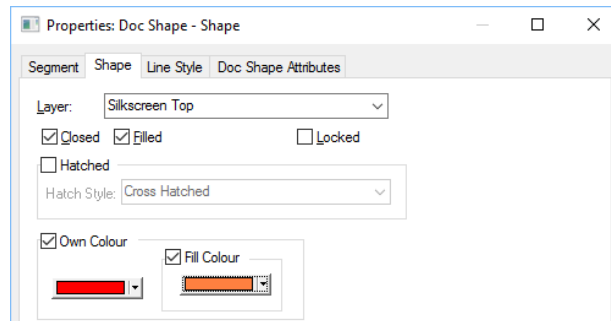 Properties: Doc Shape - Shape
Segment Shape Line Style Doc Shape Attributes
Layer: Silkscreen Top
Closed Filled Locked
Hatched
Hatch Style: Cross Hatched
Own Colour
Fill Colour